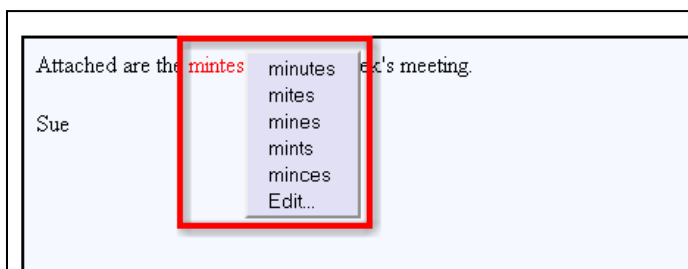 Attached are the mintes ek's meeting.
minutes
mites
Sue
mines
mints
minces
Edit...